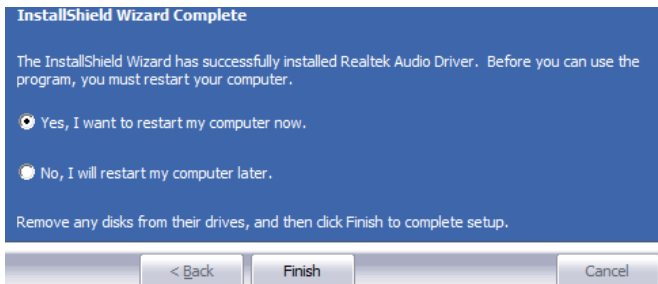 InstallShield Wizard Complete
The InstallShield Wizard has successfully installed Realtek Audio Driver.  Before you can use the
program, you must restart your computer.
Yes, I want to restart my computer now.
No, I will restart my computer later.
Remove any disks from their drives, and then click Finish to complete setup.
< Back Finish Cancel